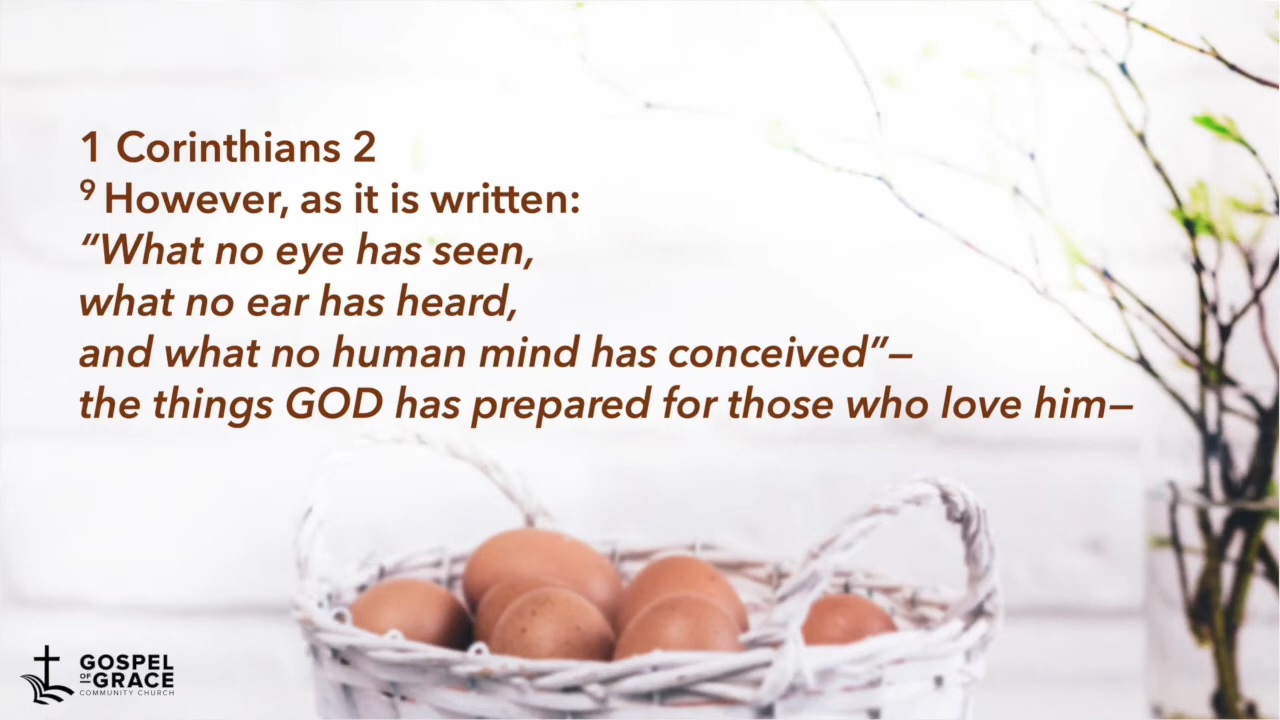 1 Corinthians 2
⁹ However, as it is written:
“What no eye has seen,
what no ear has heard,
and what no human mind has conceived”—
the things GOD has prepared for those who love him—
GOSPEL
OF GRACE
COMMUNITY CHURCH